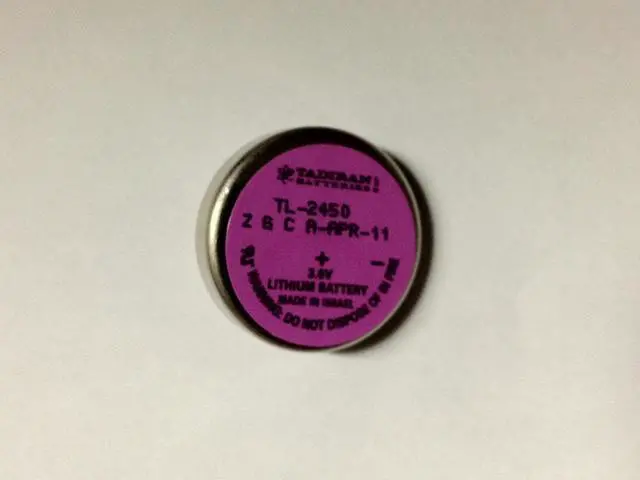 TADIRAN
BATTERIES
TL-2450
Z G C A-APR-11
+ -
3.6V
LITHIUM BATTERY
MADE IN ISRAEL
WARNING: DO NOT DISPOSE OF IN FIRE